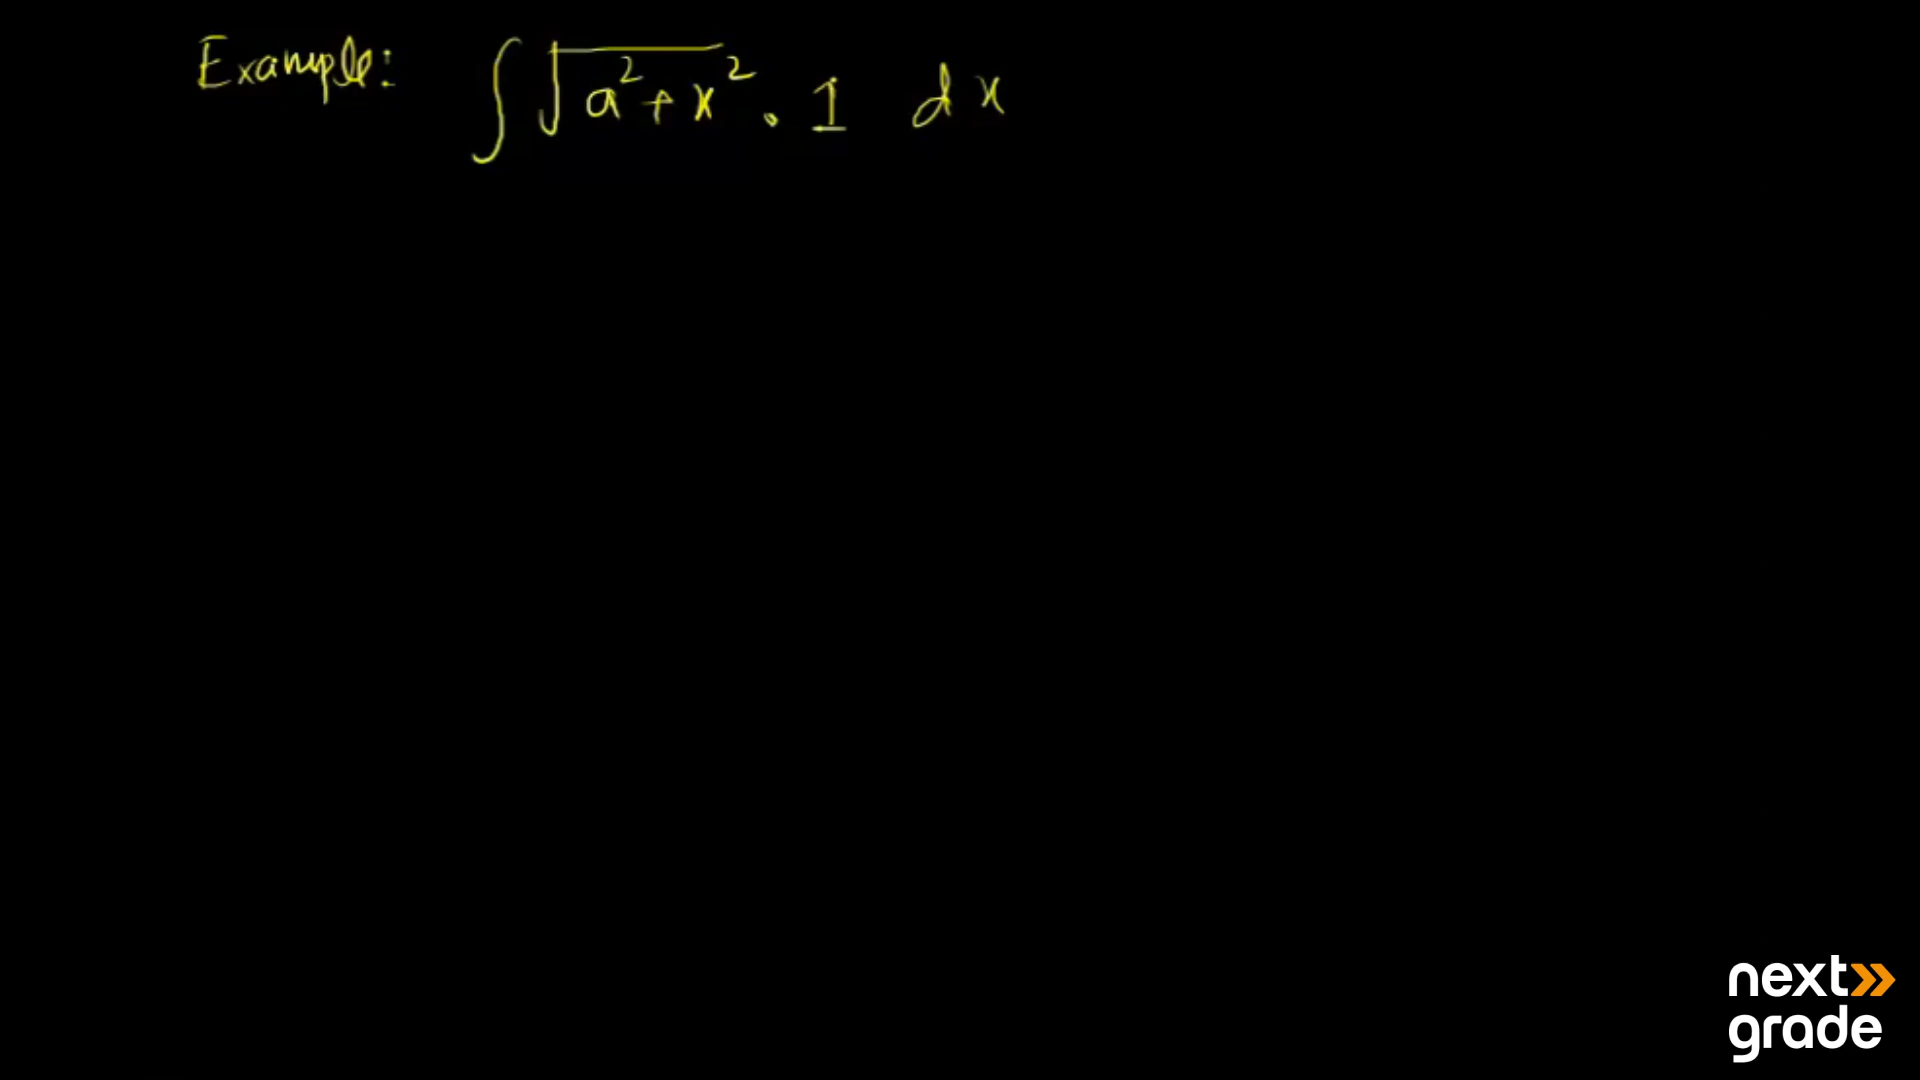 Example: ∫ √(a² + x²) . 1 dx
next
grade